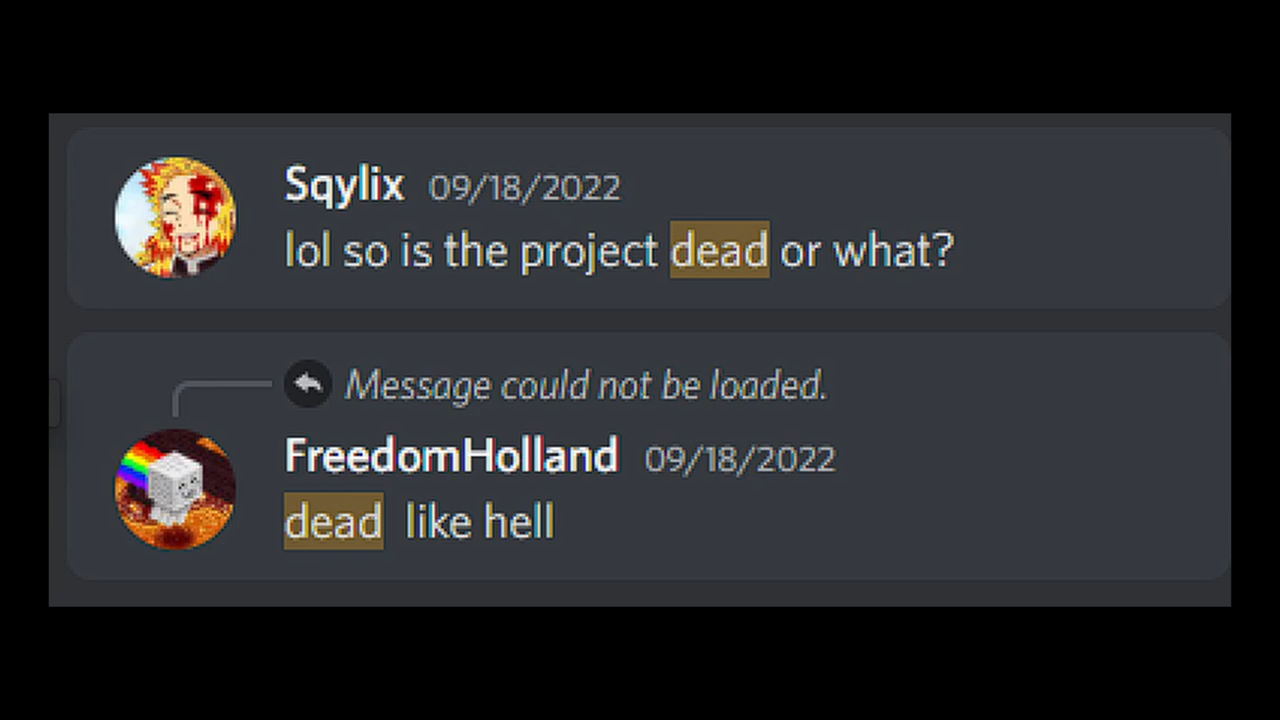 Sqylix 09/18/2022
lol so is the project dead or what?
Message could not be loaded.
FreedomHolland 09/18/2022
dead like hell